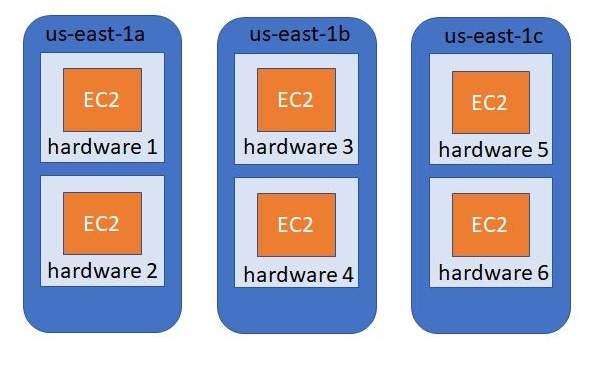 us-east-1a
EC2
hardware 1
EC2
hardware 2
us-east-1b
EC2
hardware 3
EC2
hardware 4
us-east-1c
EC2
hardware 5
EC2
hardware 6